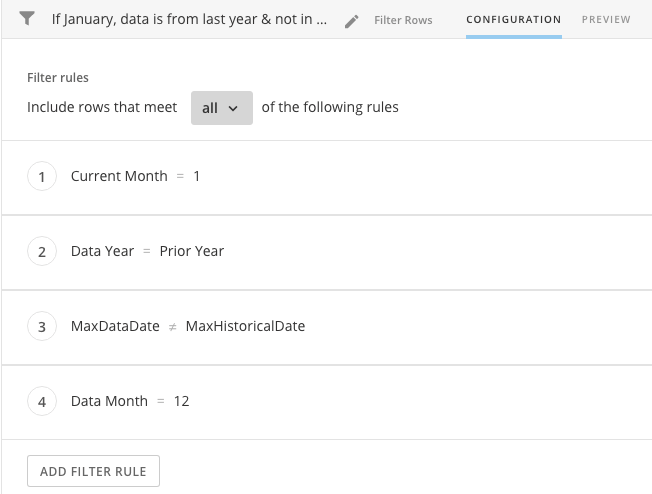 If January, data is from last year & not in ... Filter Rows CONFIGURATION PREVIEW
Filter rules
Include rows that meet all of the following rules
1 Current Month = 1
2 Data Year = Prior Year
3 MaxDataDate ≠ MaxHistoricalDate
4 Data Month = 12
ADD FILTER RULE